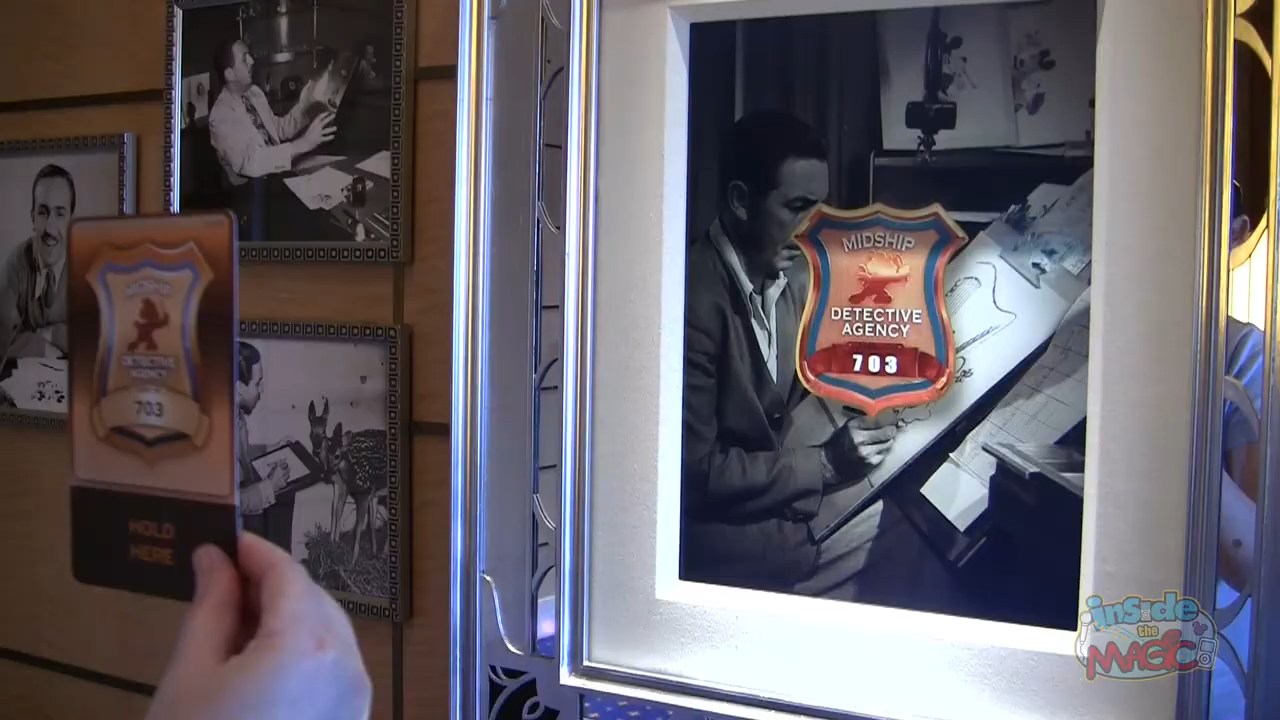 MIDSHIP
DETECTIVE
AGENCY
703
HOLD
HERE
MIDSHIP
DETECTIVE
AGENCY
703
inside
the
MAGIC